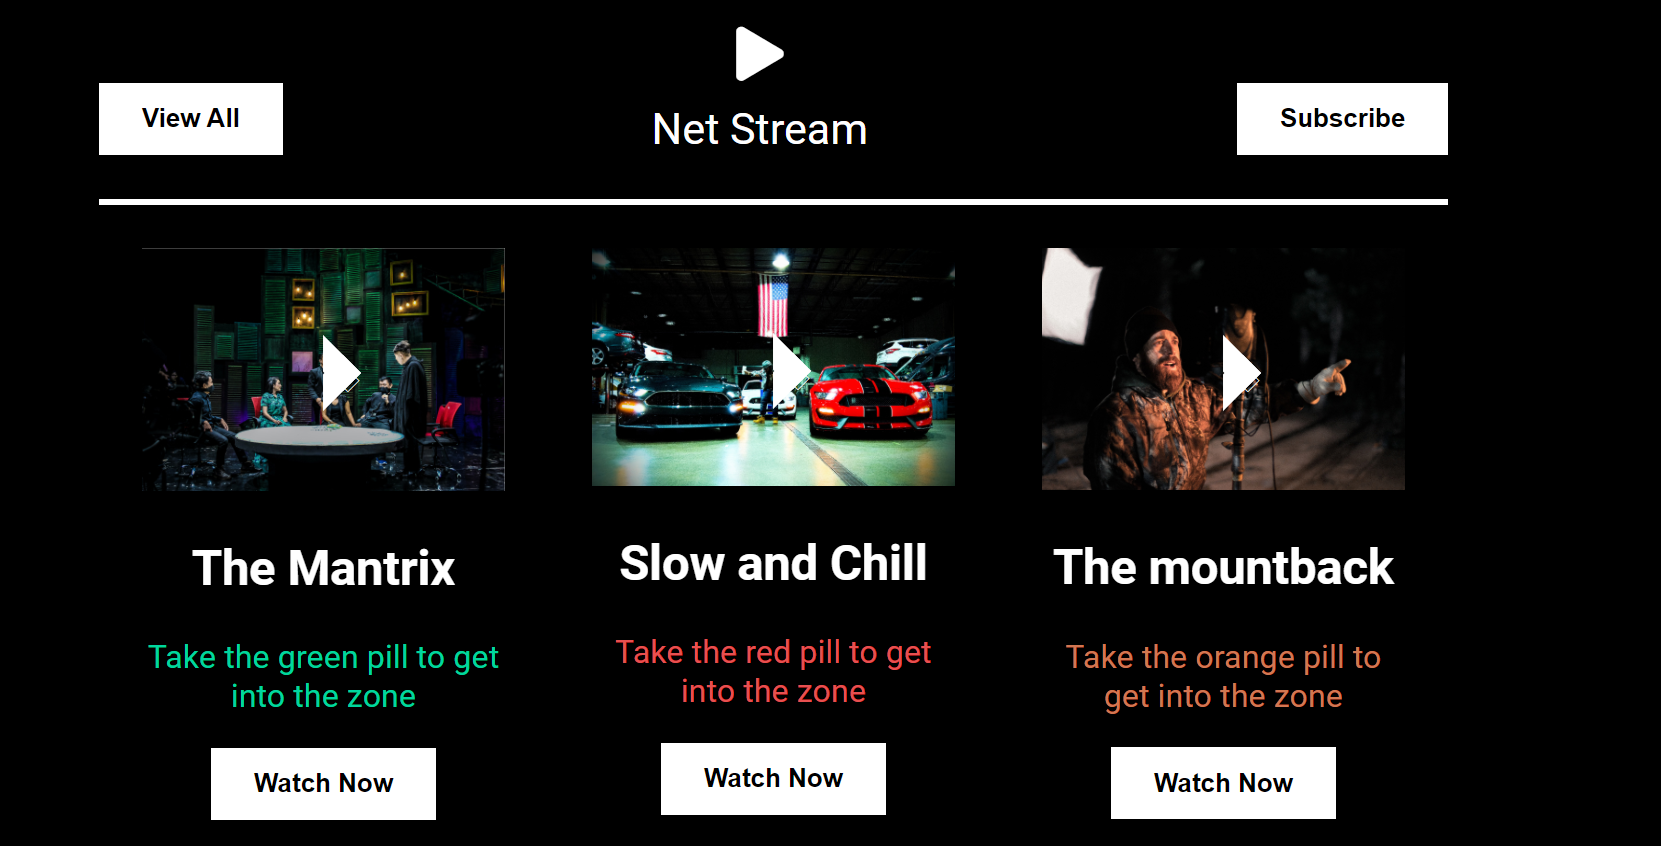 View All
Net Stream
Subscribe
The Mantrix
Take the green pill to get
into the zone
Watch Now
Slow and Chill
Take the red pill to get
into the zone
Watch Now
The mountback
Take the orange pill to
get into the zone
Watch Now